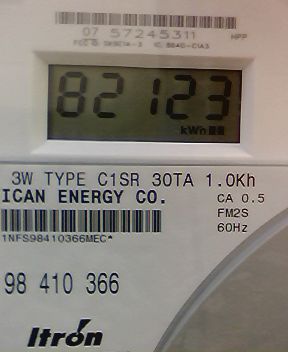 07 57245311
NPP
82123
kWh
3W TYPE C1SR 30TA 1.0Kh
ICAN ENERGY CO.
CA 0.5
FM2S
60Hz
1NFS98410366MEC*
98 410 366
Itron